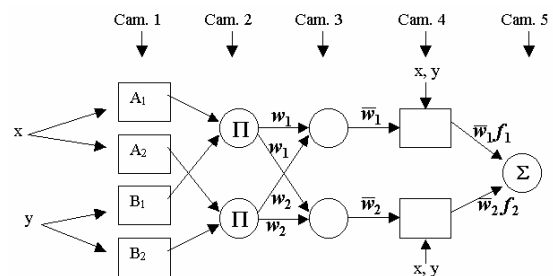 Cam. 1 Cam. 2 Cam. 3 Cam. 4 Cam. 5
x, y
A₁
w₁ w̅₁ w̅₁f₁
x Π
A₂ w₁
Σ
B₁
y w₂ w̅₂f₂
Π w₂ w̅₂
B₂
x, y